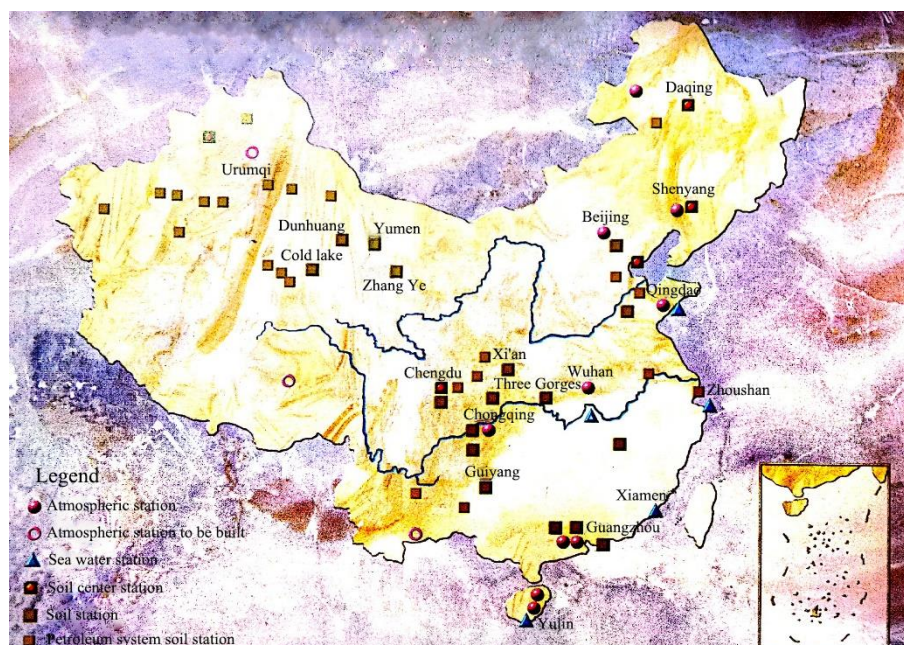 Daqing
Urumqi
Shenyang
Beijing
Dunhuang
Yumen
Cold lake
Zhang Ye
Qingdao
Xi'an
Chengdu
Wuhan
Three Gorges
Zhoushan
Chongqing
Guiyang
Xiamen
Guangzhou
Yulin
Legend
Atmospheric station
Atmospheric station to be built
Sea water station
Soil center station
Soil station
Petroleum system soil station